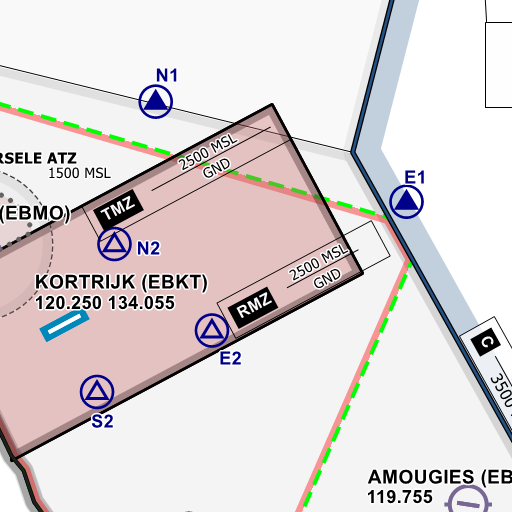 N1
2500 MSL
GND
RSELE ATZ
1500 MSL
E1
TMZ
(EBMO)
N2
2500 MSL
GND
KORTRIJK (EBKT)
120.250 134.055
RMZ
E2
C
3500
S2
AMOUGIES (EB
119.755